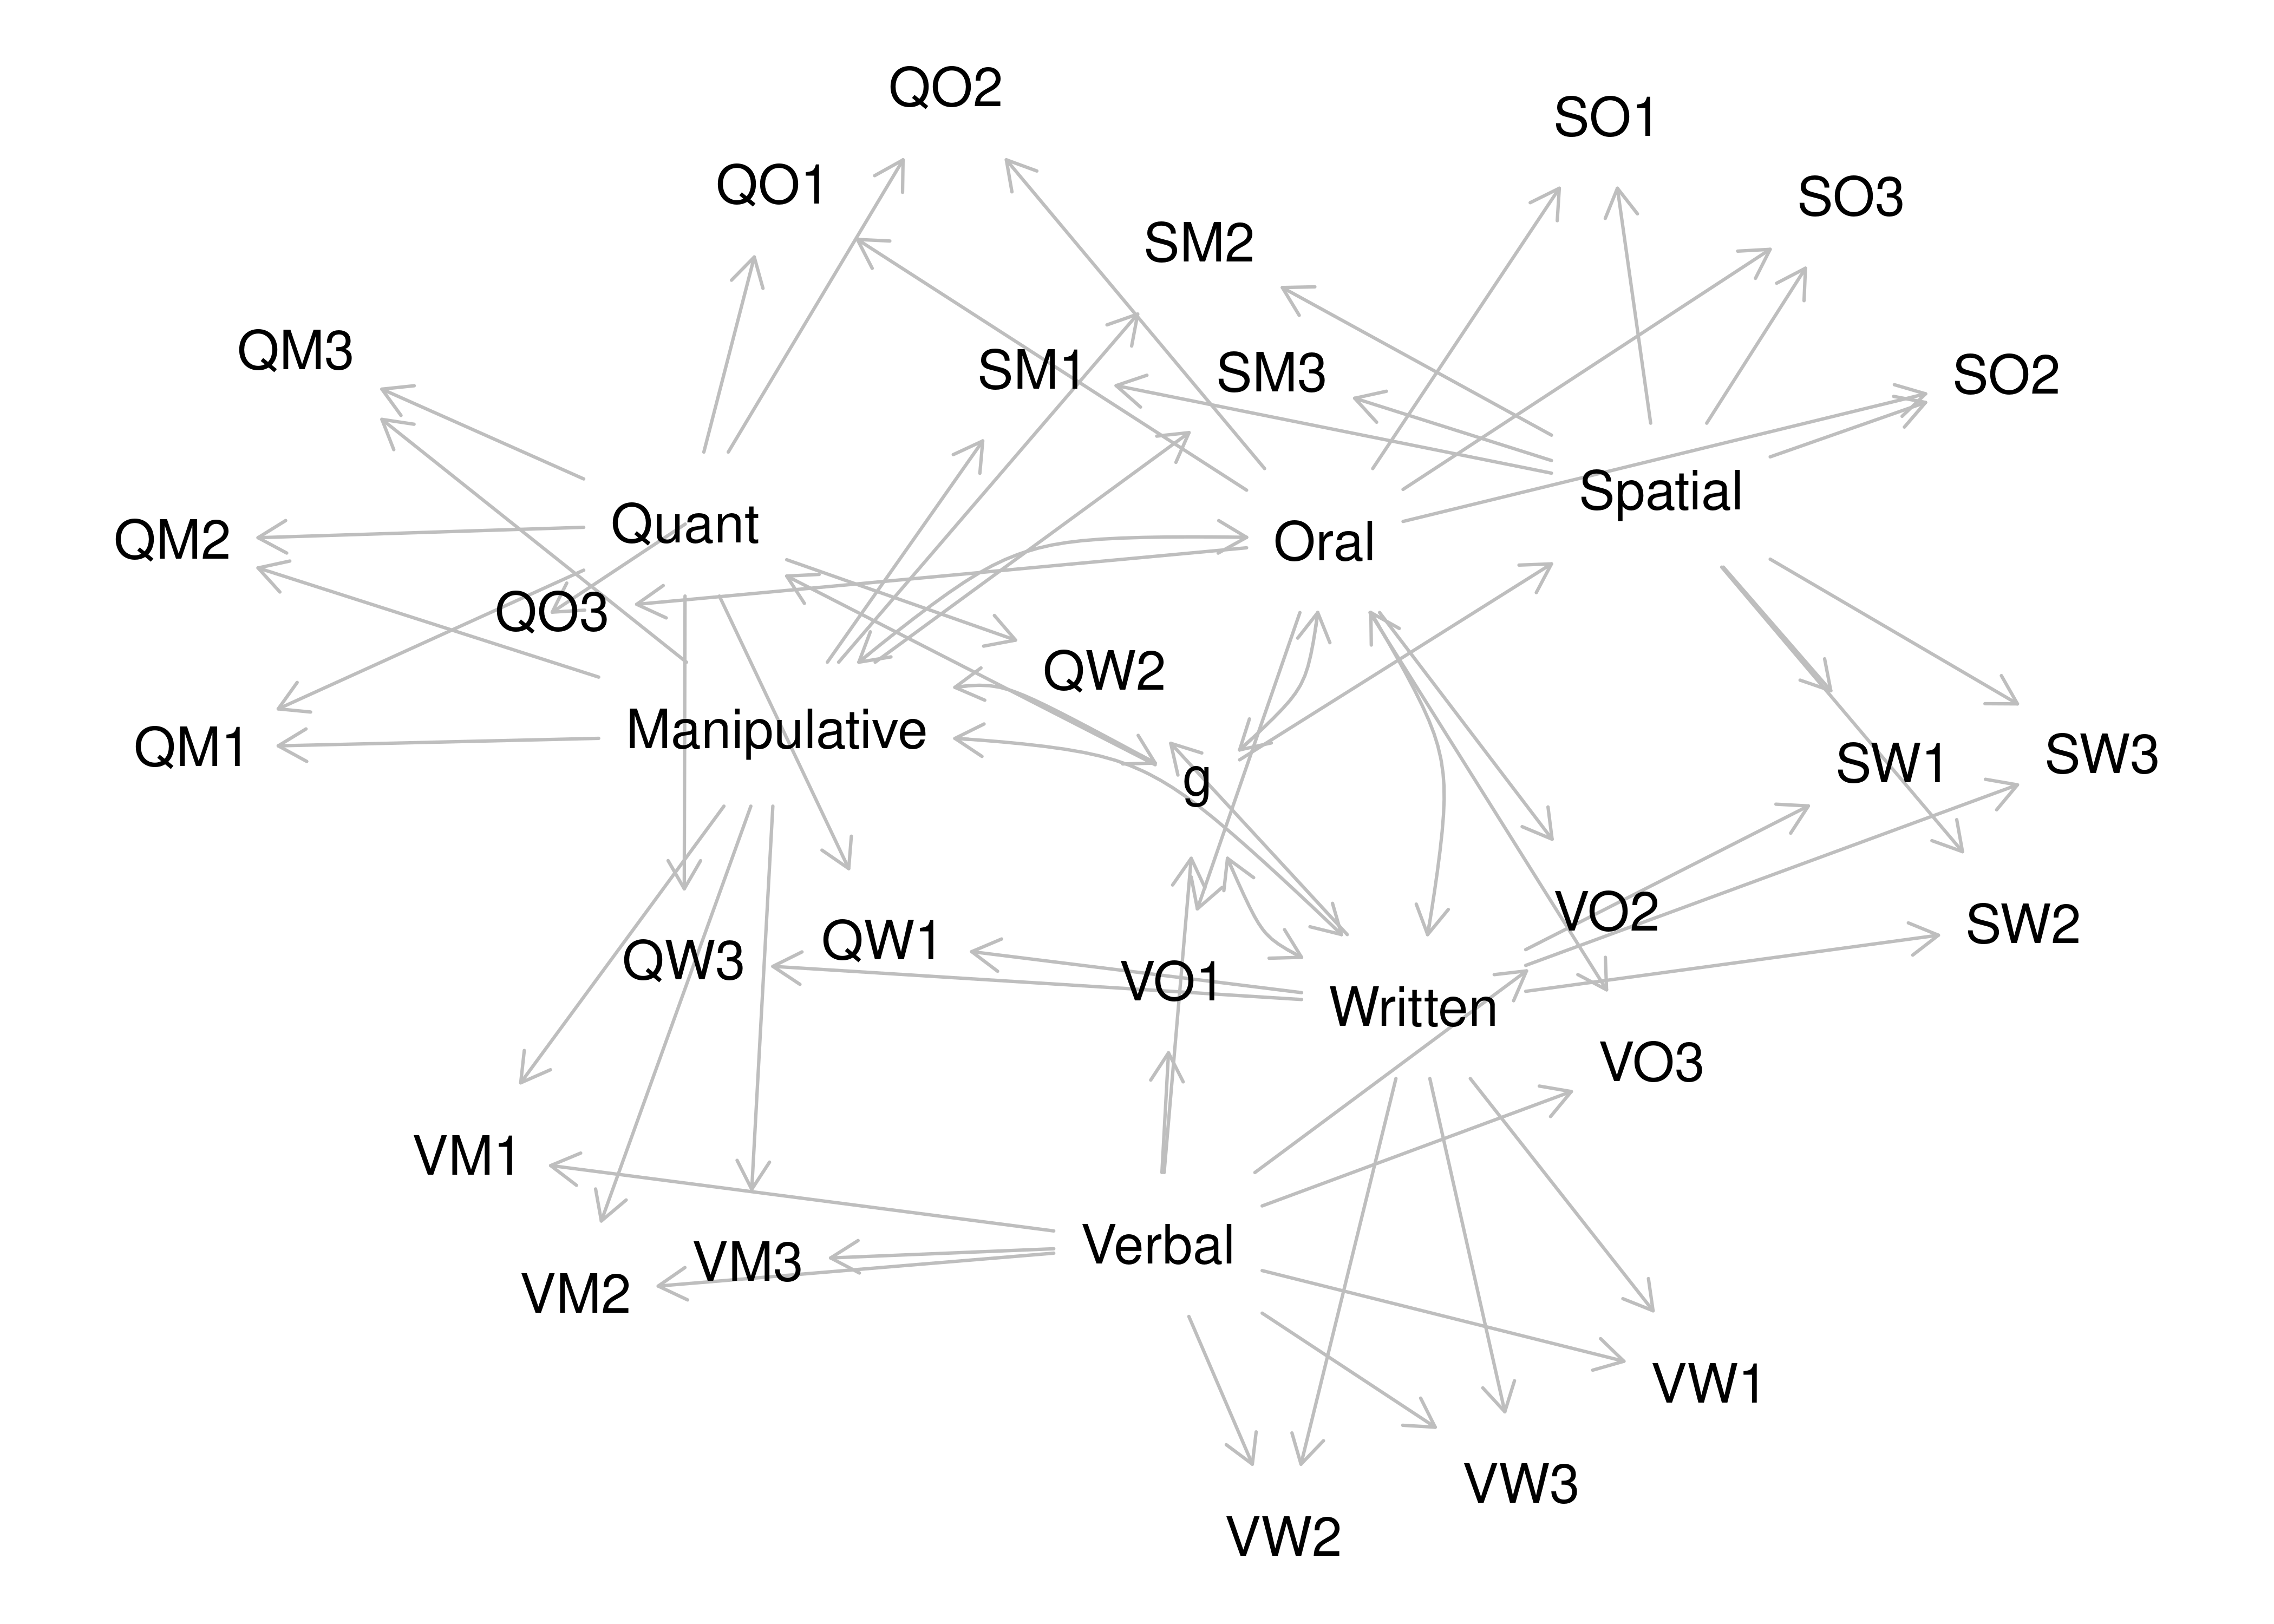 QO2
SO1
QO1
SO3
SM2
QM3
SM1
SM3
SO2
Spatial
Quant
QM2
Oral
QO3
QW2
Manipulative
QM1
g
SW1
SW3
VO2
SW2
QW1
QW3
VO1
Written
VO3
VM1
Verbal
VM3
VM2
VW1
VW3
VW2